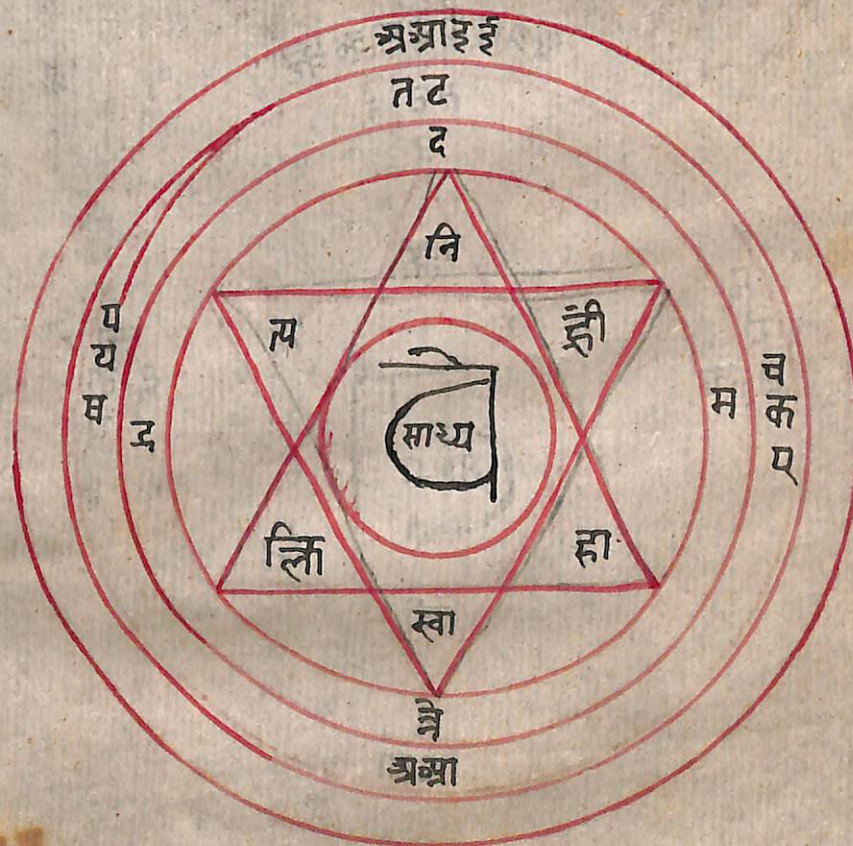 अआइई
तट
द
नि
त्य
ह्रीं
प
य
ष
द्र
साध्य
म
च
क
प
क्लि
हा
स्वा
त्रे
अआ